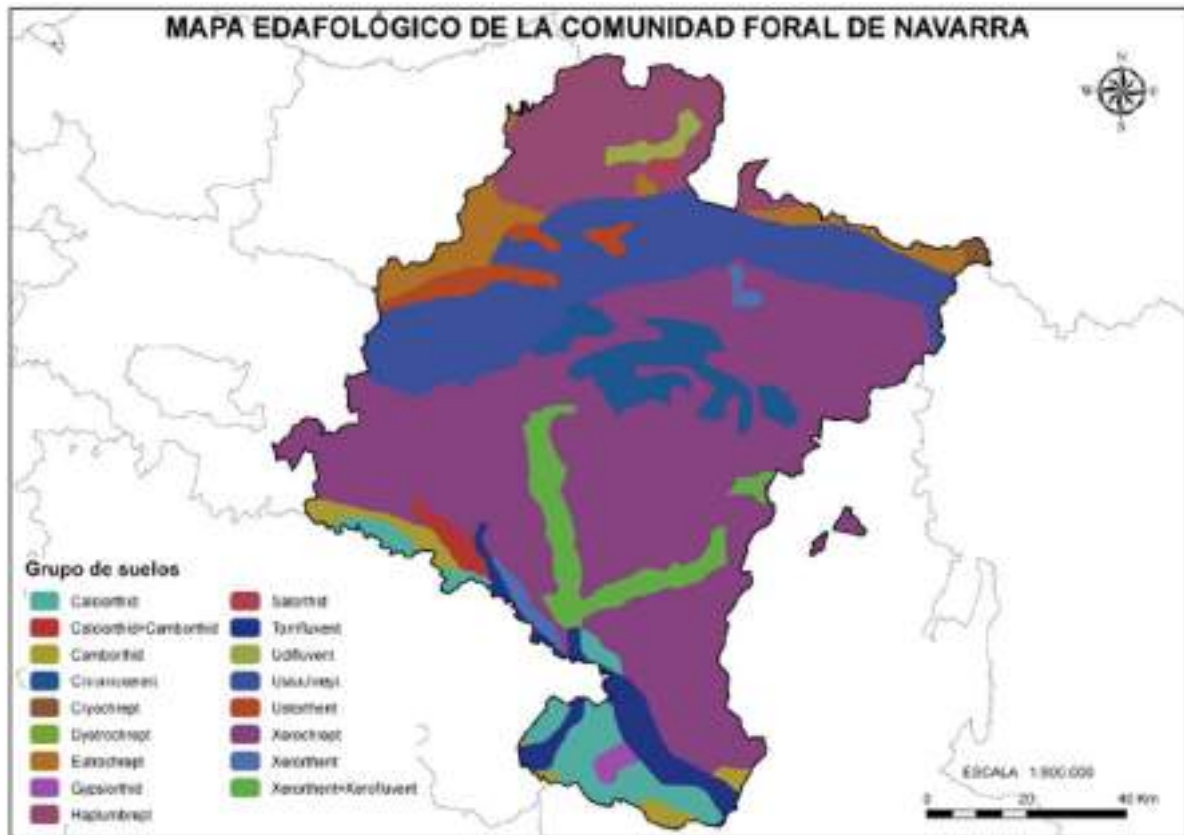 MAPA EDAFOLÓGICO DE LA COMUNIDAD FORAL DE NAVARRA
N
W E
S
Grupo de suelos
Calciorthid
Calciorthid+Camborthid
Camborthid
Cryochrept
Dystrochrept
Eutrochrept
Gypsiorthid
Haplumbrept
Salorthid
Torrifluvent
Udifluvent
Ustochrept
Ustorthent
Xerochrept
Xerorthent
Xerorthent+Xerofluvent
ESCALA 1:900.000
0 20 40 Km